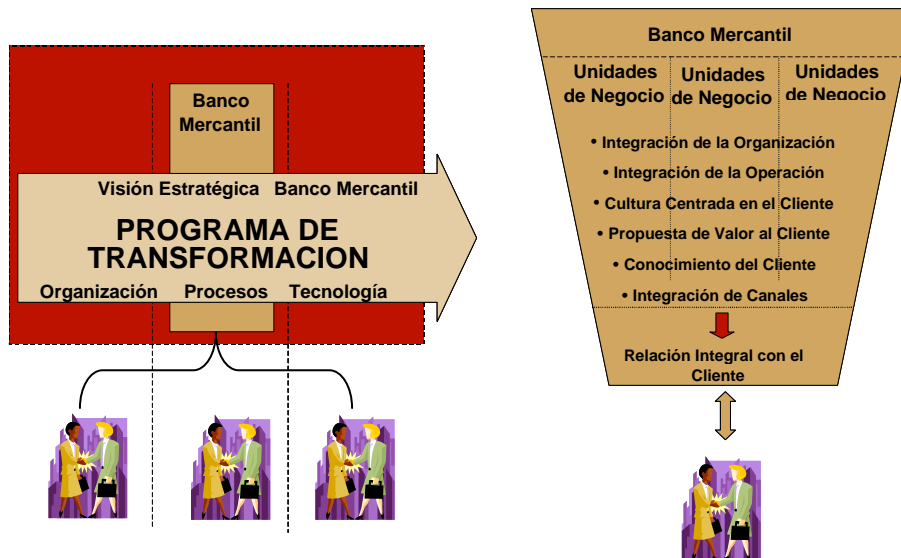 Banco
Mercantil
Visión Estratégica Banco Mercantil
PROGRAMA DE
TRANSFORMACION
Organización Procesos Tecnología
Banco Mercantil
Unidades
de Negocio
Unidades
de Negocio
Unidades
de Negocio
• Integración de la Organización
• Integración de la Operación
• Cultura Centrada en el Cliente
• Propuesta de Valor al Cliente
• Conocimiento del Cliente
• Integración de Canales
Relación Integral con el
Cliente